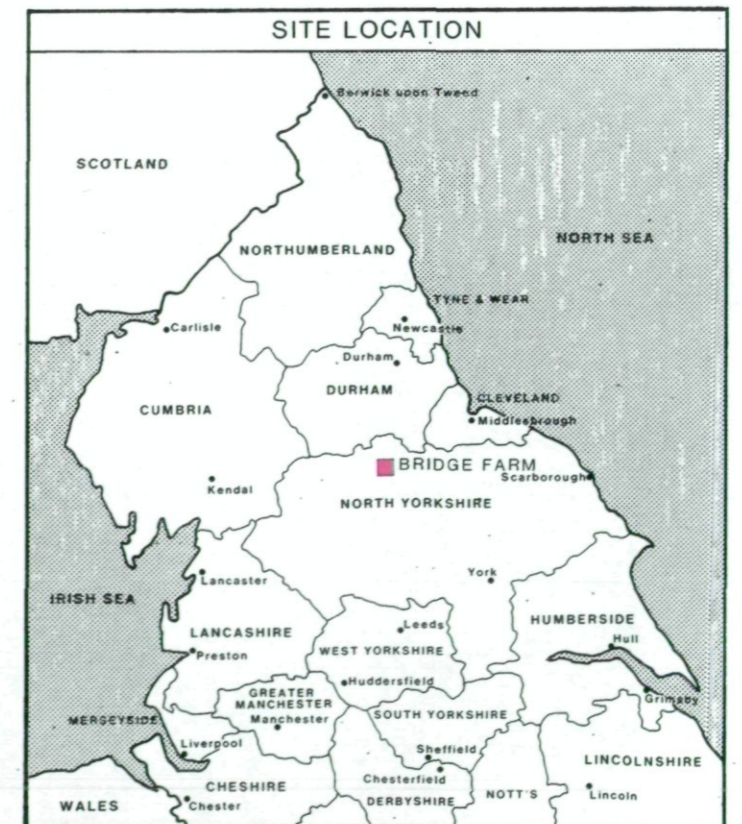 SITE LOCATION
Berwick upon Tweed
SCOTLAND
NORTH SEA
NORTHUMBERLAND
TYNE & WEAR
Carlisle
Newcastle
Durham
DURHAM
CLEVELAND
CUMBRIA
Middlesbrough
BRIDGE FARM
Scarborough
Kendal
NORTH YORKSHIRE
York
Lancaster
IRISH SEA
HUMBERSIDE
Leeds
LANCASHIRE
Hull
WEST YORKSHIRE
Preston
Huddersfield
GREATER
MANCHESTER
Grimsby
SOUTH YORKSHIRE
MERSEYSIDE
Manchester
Liverpool
Sheffield
LINCOLNSHIRE
Chesterfield
CHESHIRE
NOTT'S
Lincoln
DERBYSHIRE
WALES
Chester